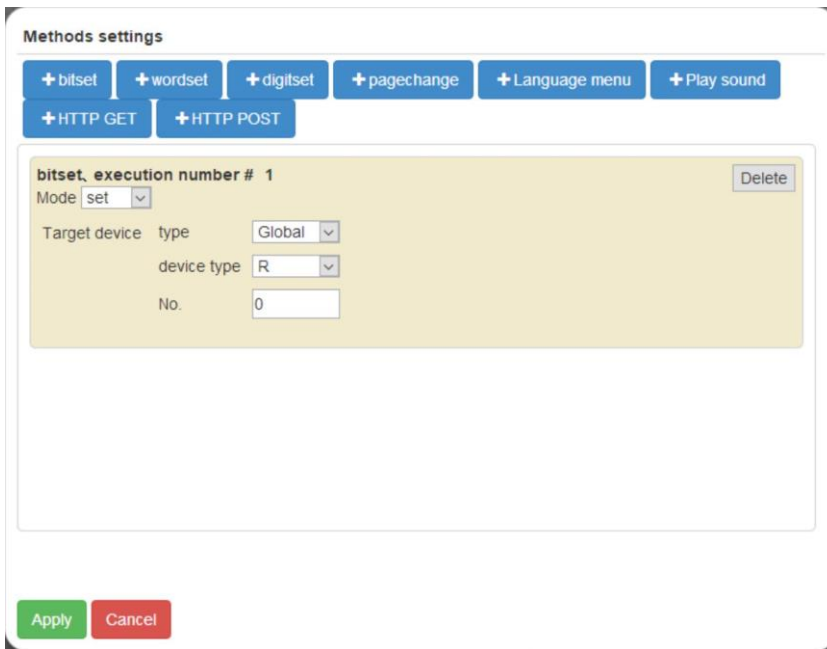 Methods settings
+bitset +wordset +digitset +pagechange +Language menu +Play sound
+HTTP GET +HTTP POST
bitset、execution number # 1 Delete
Mode set
Target device type Global
device type R
No. 0
Apply Cancel